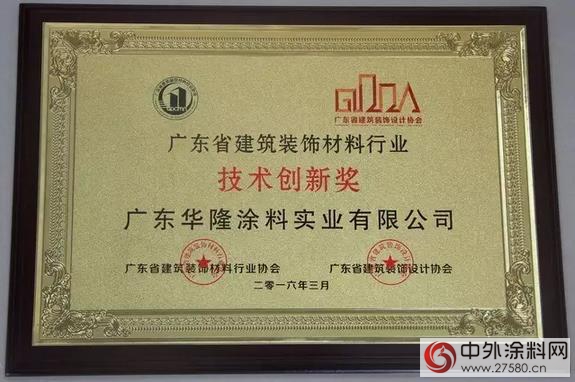 广东省建筑装饰设计协会
广东省建筑装饰材料行业
技术创新奖
广东华隆涂料实业有限公司
广东省建筑装饰材料行业协会
广东省建筑装饰设计协会
二零一六年三月
中外涂料网
www.27580.cn